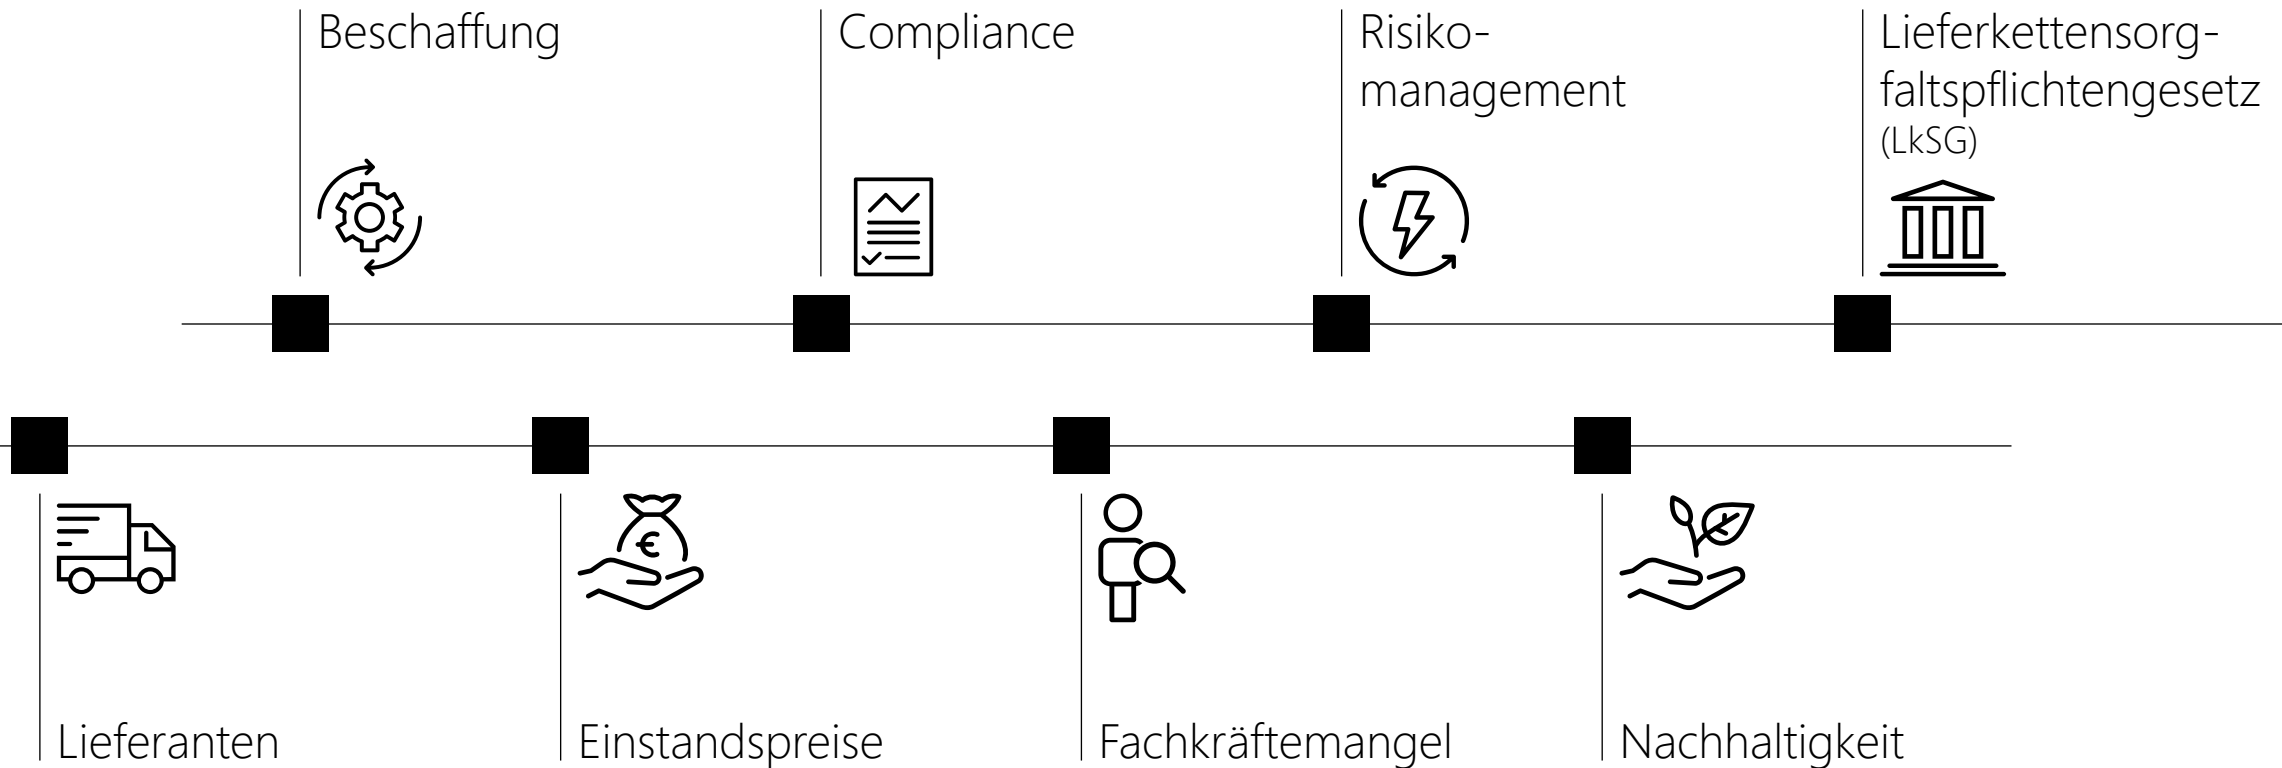 Beschaffung
Compliance
Risiko-
management
Lieferkettensorg-
faltspflichtengesetz
(LkSG)
€
Lieferanten
Einstandspreise
Fachkräftemangel
Nachhaltigkeit